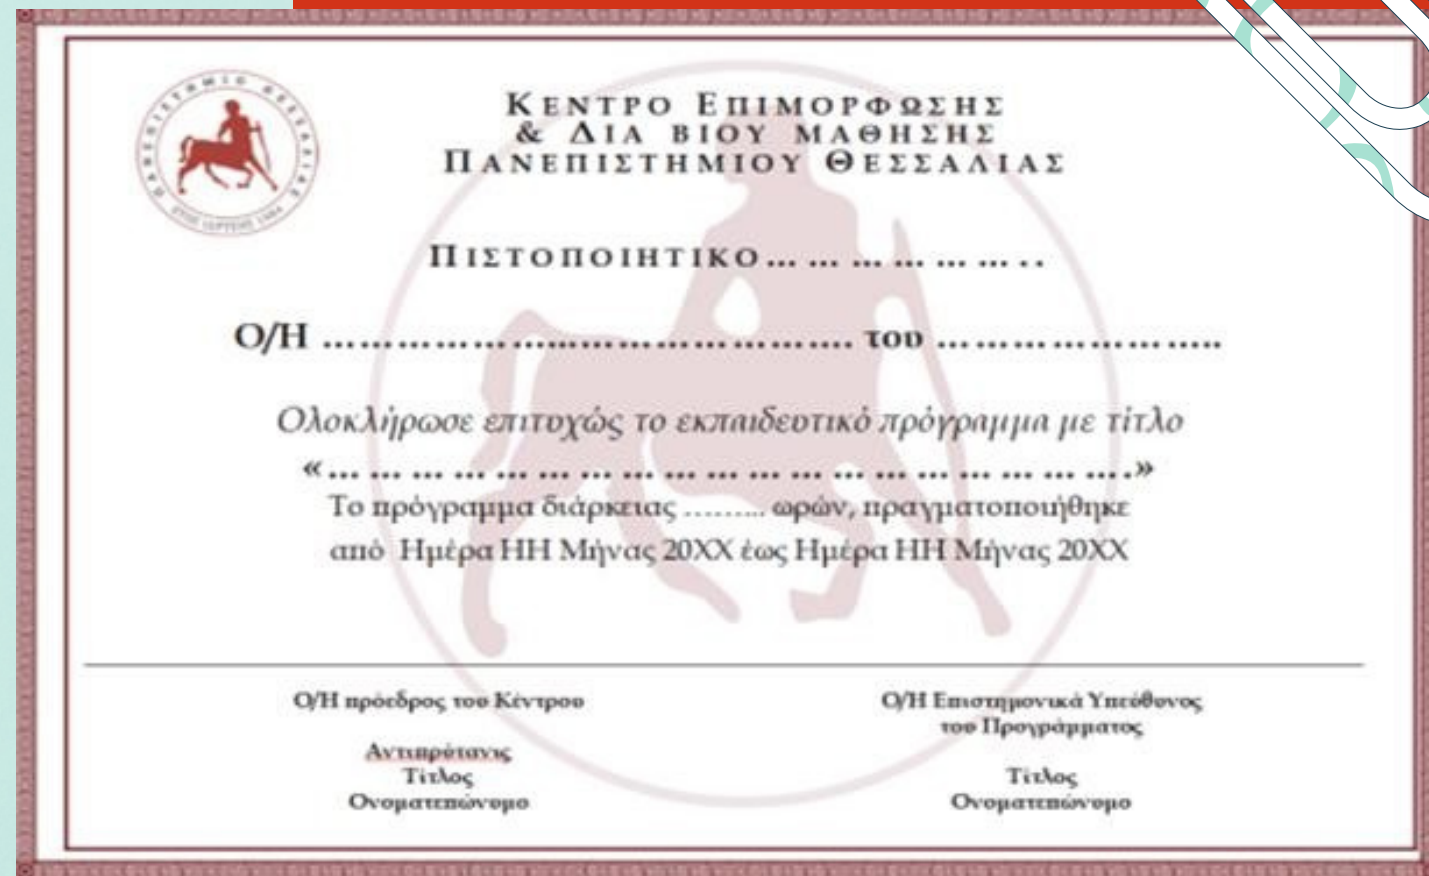 ΠΑΝΕΠΙΣΤΗΜΙΟ ΘΕΣΣΑΛΙΑΣ
ΚΕΝΤΡΟ ΕΠΙΜΟΡΦΩΣΗΣ
& ΔΙΑ ΒΙΟΥ ΜΑΘΗΣΗΣ
ΠΑΝΕΠΙΣΤΗΜΙΟΥ ΘΕΣΣΑΛΙΑΣ
ΠΙΣΤΟΠΟΙΗΤΙΚΟ... ... ... ... ... ... . .
Ο/Η .......................................... του ........................
Ολοκλήρωσε επιτυχώς το εκπαιδευτικό πρόγραμμα με τίτλο
«... ... ... ... ... ... ... ... ... ... ... ... ... ... ... ... ... ... ....»
Το πρόγραμμα διάρκειας ……... ωρών, πραγματοποιήθηκε
από Ημέρα ΗΗ Μήνας 20ΧΧ έως Ημέρα ΗΗ Μήνας 20ΧΧ
Ο/Η πρόεδρος του Κέντρου
Αντιπρύτανις
Τίτλος
Ονοματεπώνυμο
Ο/Η Επιστημονικά Υπεύθυνος
του Προγράμματος
Τίτλος
Ονοματεπώνυμο